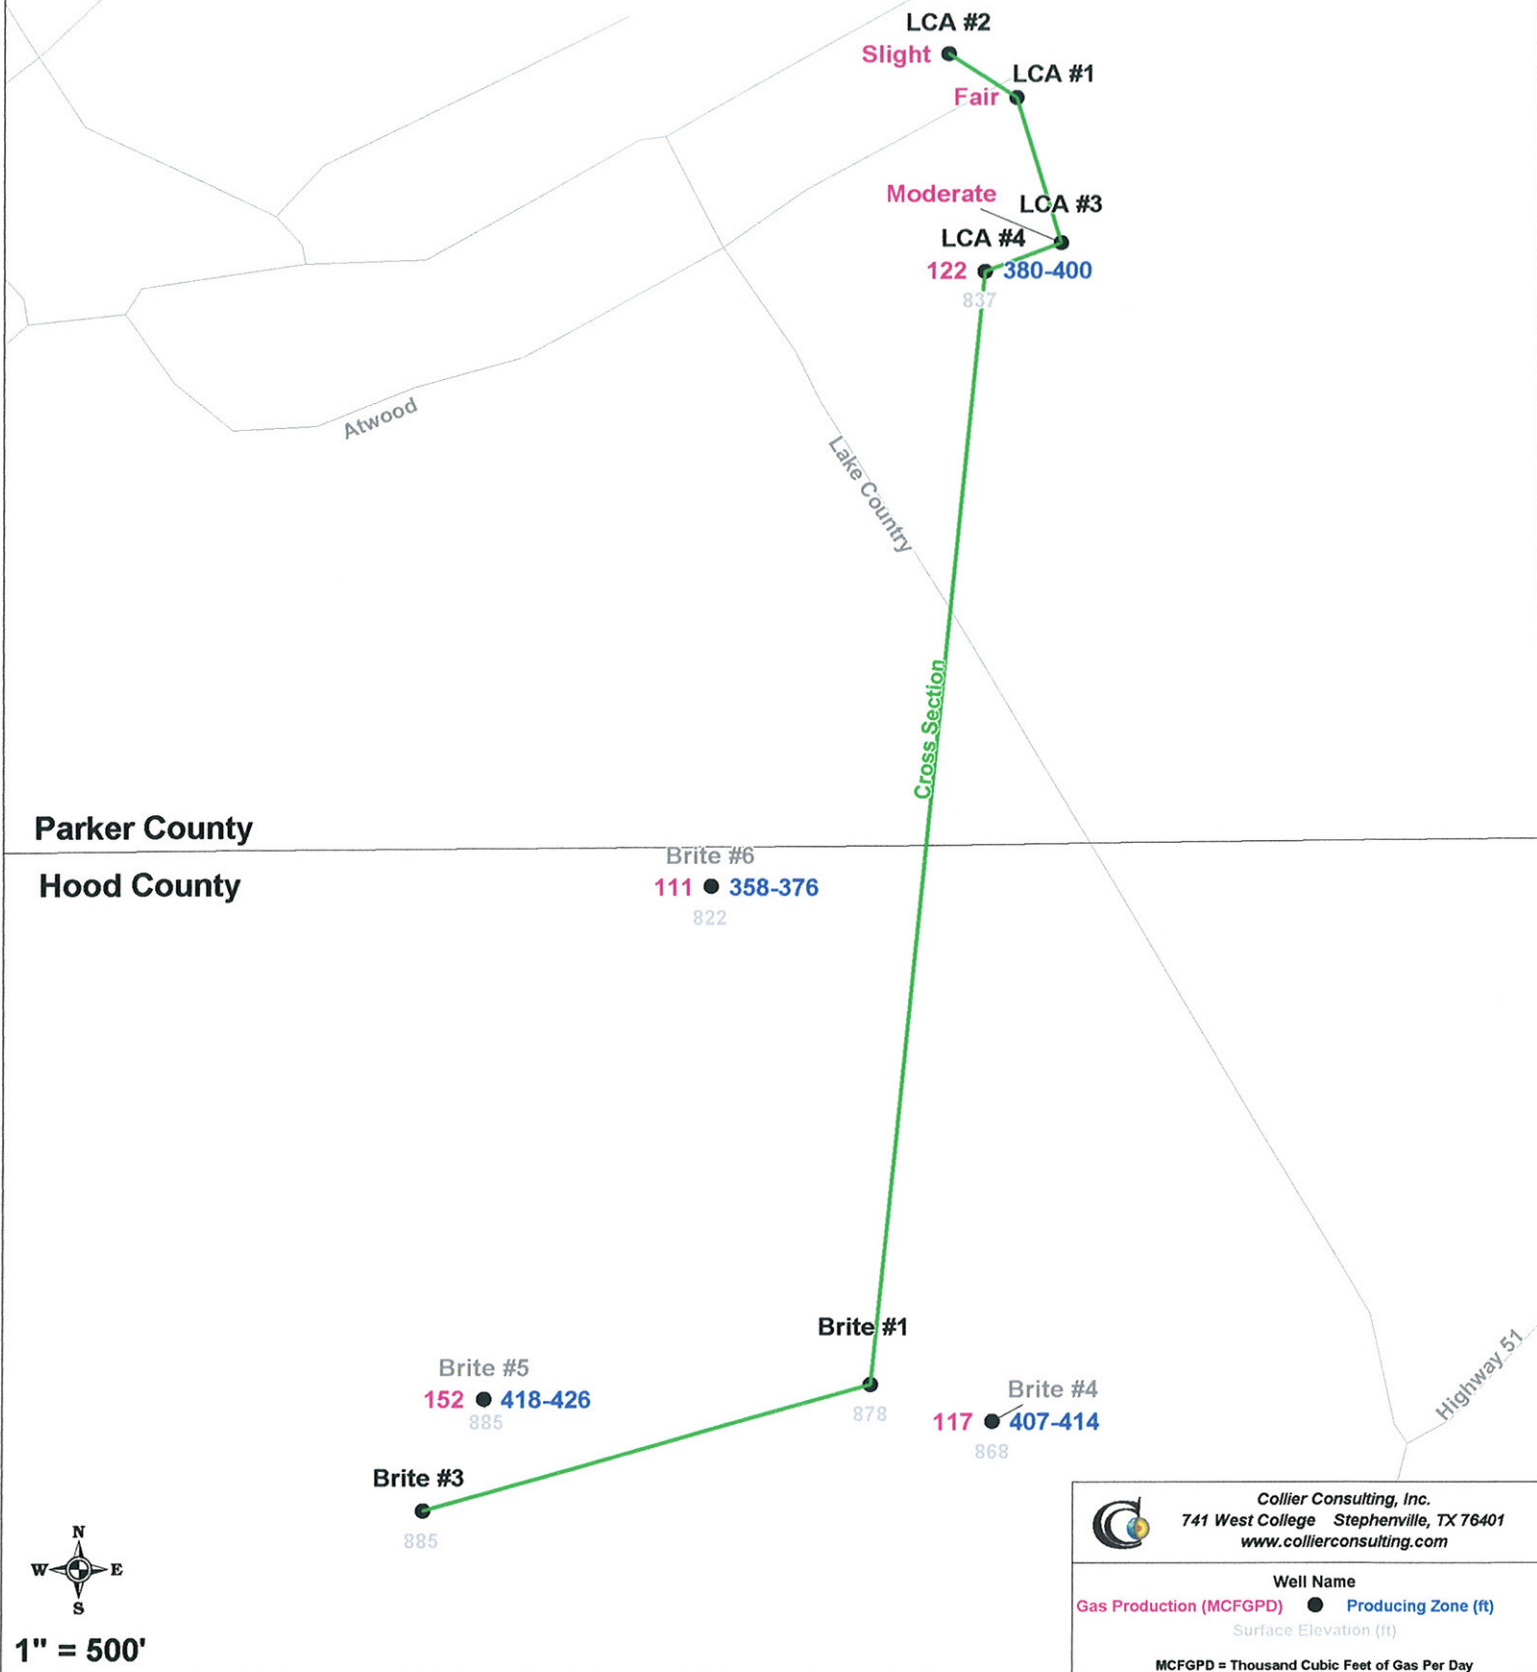 LCA #2
Slight
LCA #1
Fair
Moderate
LCA #3
LCA #4
122 380-400
837
Atwood
Lake Country
Cross Section
Parker County
Hood County
Brite #6
111 358-376
822
Brite #1
878
Brite #5
152 418-426
885
Brite #4
117 407-414
868
Highway 51
Brite #3
885
N
W E
S
1" = 500'
Collier Consulting, Inc.
741 West College Stephenville, TX 76401
www.collierconsulting.com
Well Name
Gas Production (MCFGPD) Producing Zone (ft)
Surface Elevation (ft)
MCFGPD = Thousand Cubic Feet of Gas Per Day